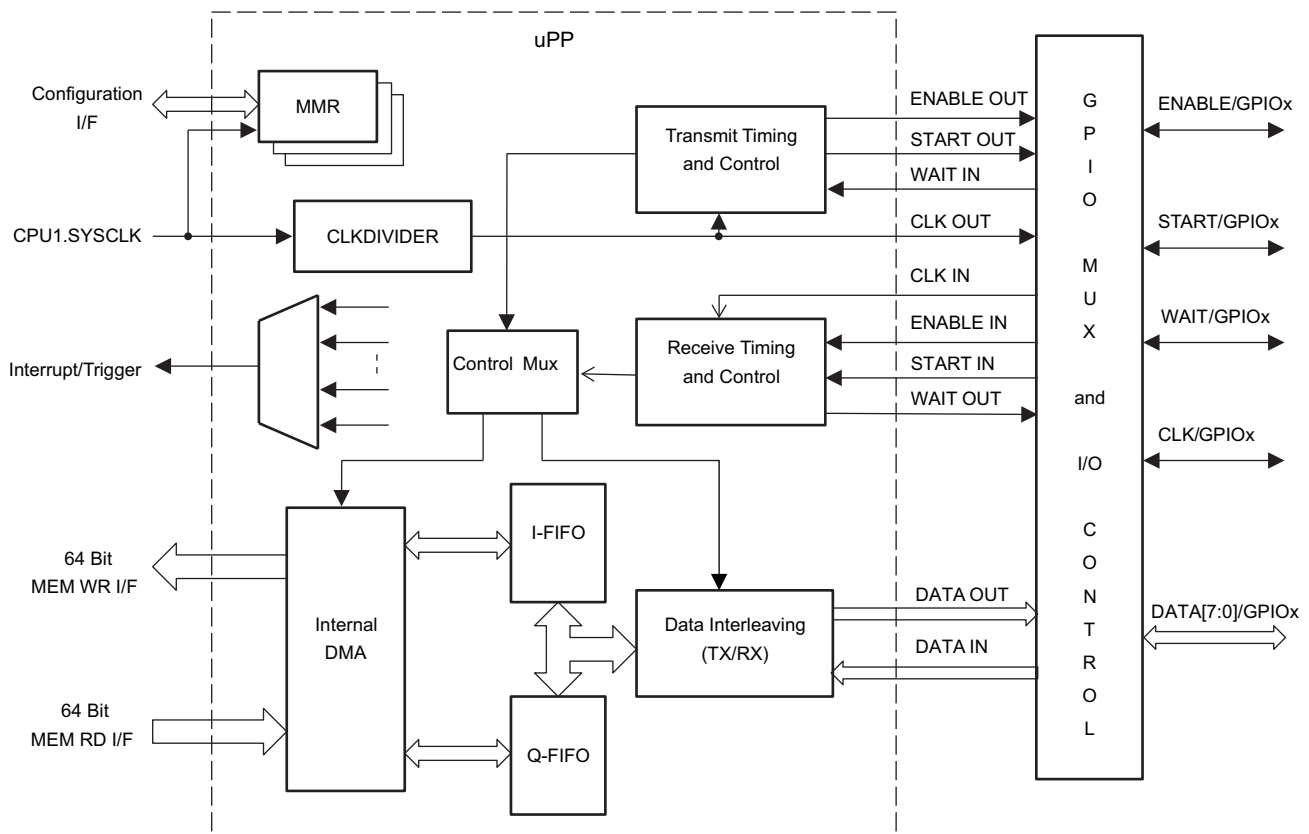 uPP
Configuration
I/F
MMR
CPU1.SYSCLK
CLKDIVIDER
Interrupt/Trigger
Transmit Timing
and Control
Control Mux
Receive Timing
and Control
ENABLE OUT
START OUT
WAIT IN
CLK OUT
CLK IN
ENABLE IN
START IN
WAIT OUT
64 Bit
MEM WR I/F
64 Bit
MEM RD I/F
Internal
DMA
I-FIFO
Q-FIFO
Data Interleaving
(TX/RX)
DATA OUT
DATA IN
GPIO
MUX
and
I/O
CONTROL
ENABLE/GPIOx
START/GPIOx
WAIT/GPIOx
CLK/GPIOx
DATA[7:0]/GPIOx